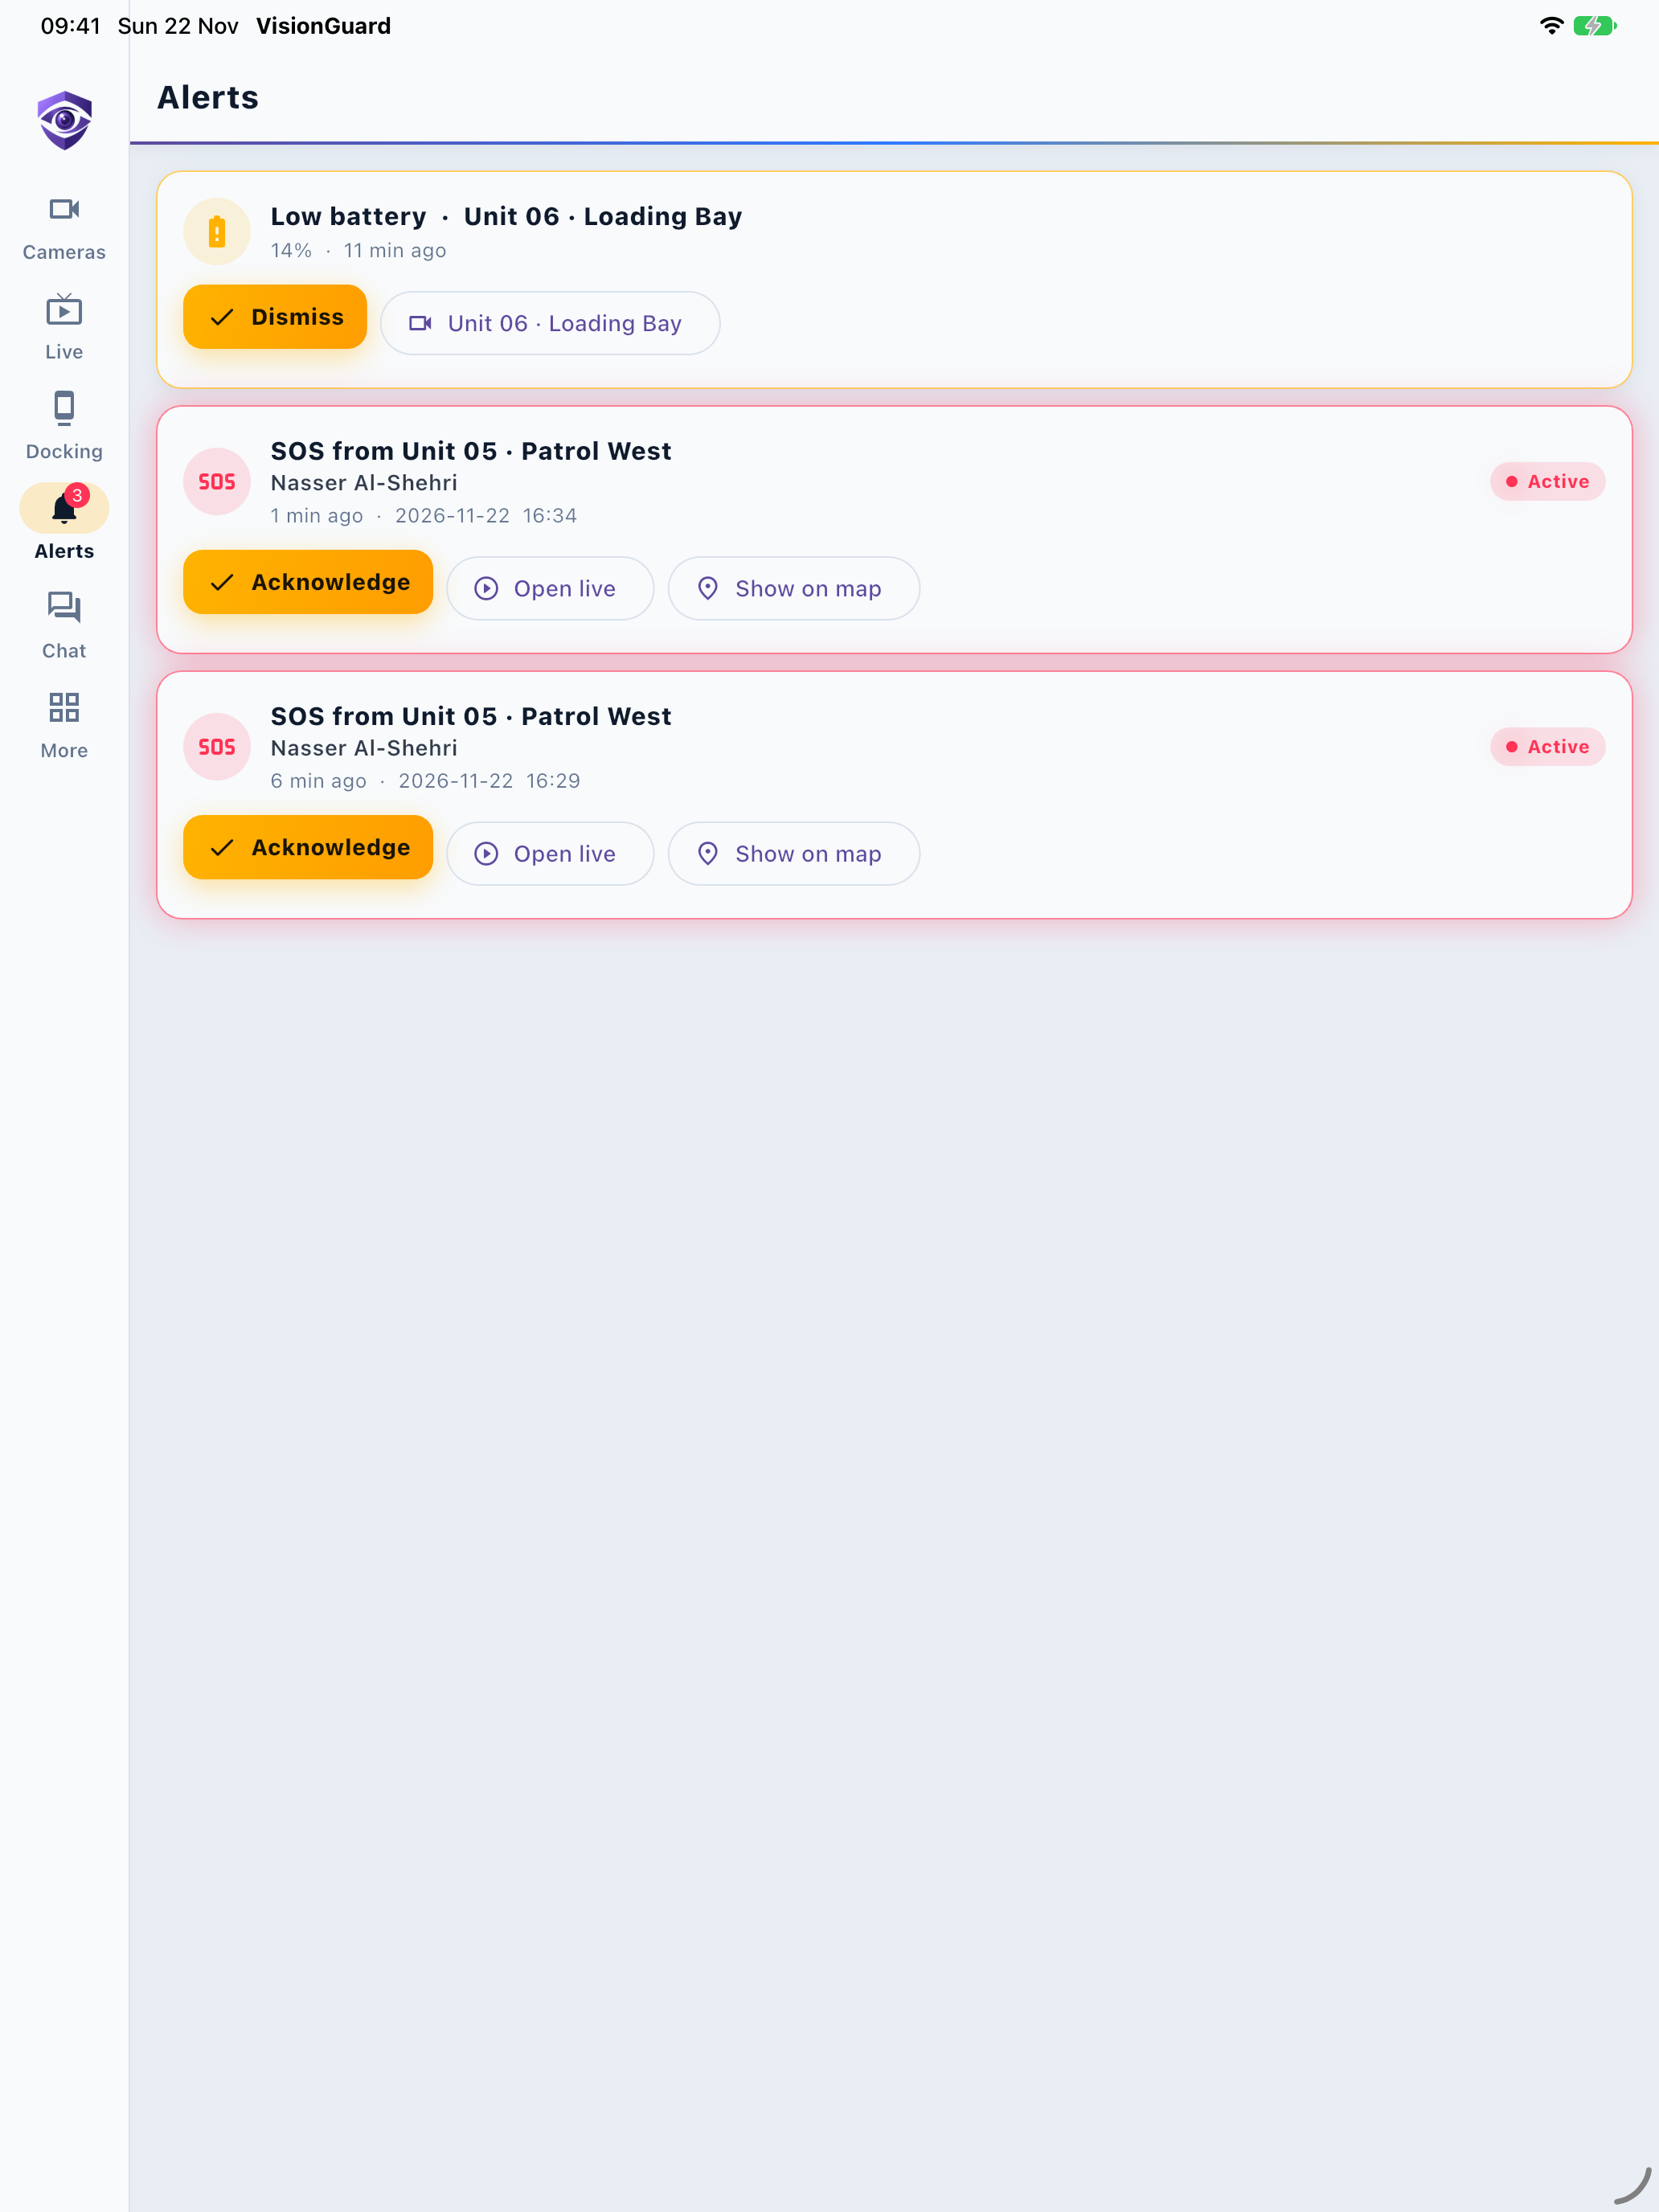 09:41 Sun 22 Nov VisionGuard
Alerts
Cameras
Live
Docking
3
Alerts
Chat
More
Low battery · Unit 06 · Loading Bay
14% · 11 min ago
Dismiss
Unit 06 · Loading Bay
SOS
SOS from Unit 05 · Patrol West
Nasser Al-Shehri
1 min ago · 2026-11-22 16:34
Active
Acknowledge
Open live
Show on map
SOS
SOS from Unit 05 · Patrol West
Nasser Al-Shehri
6 min ago · 2026-11-22 16:29
Active
Acknowledge
Open live
Show on map